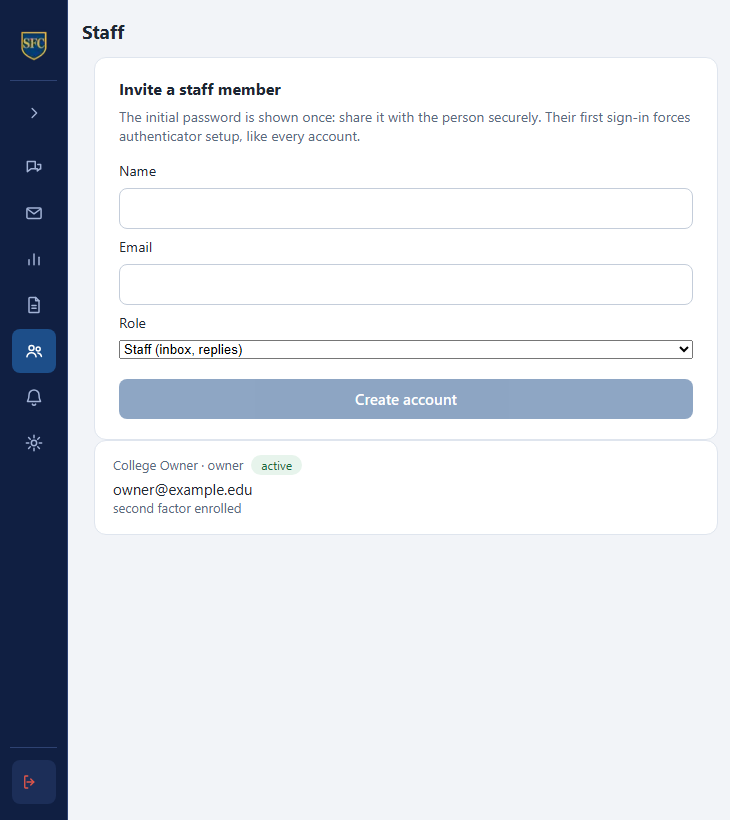 SFC
Staff
Invite a staff member
The initial password is shown once: share it with the person securely. Their first sign-in forces
authenticator setup, like every account.
Name
Email
Role
Staff (inbox, replies)
Create account
College Owner · owner active
owner@example.edu
second factor enrolled